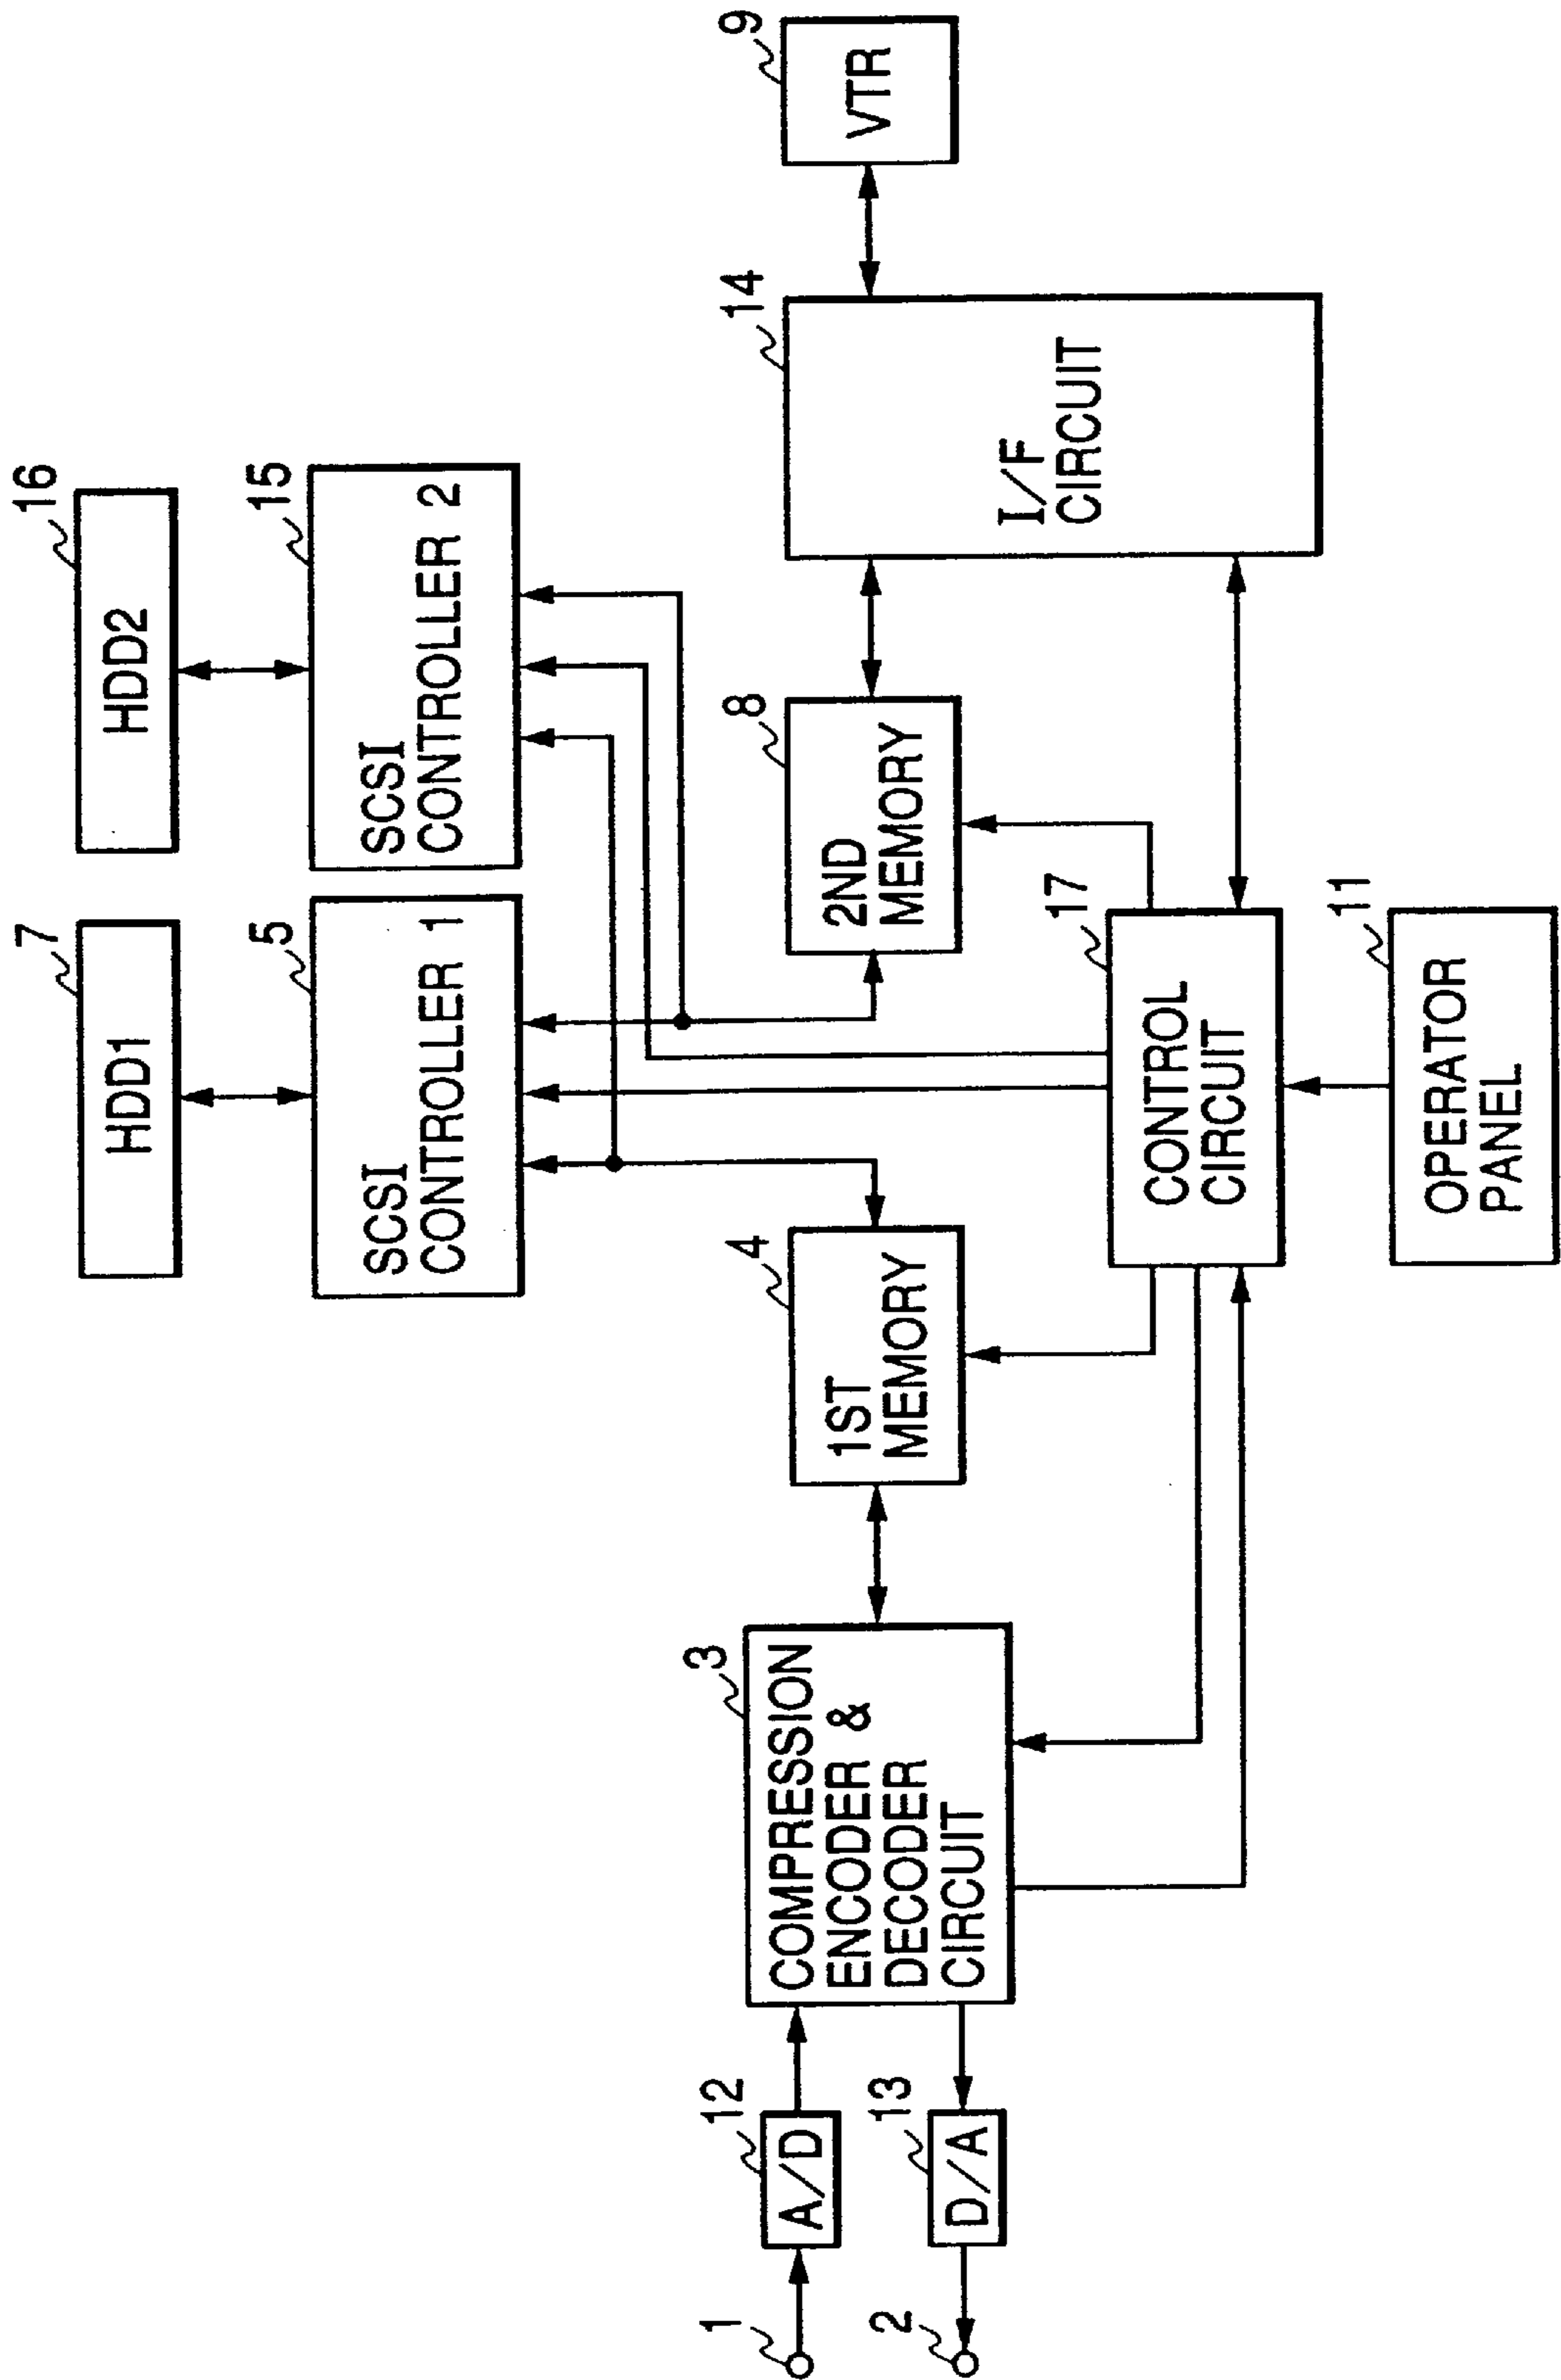 7
HDD1
16
HDD2
5
SCSI
CONTROLLER 1
15
SCSI
CONTROLLER 2
1
12
A/D
2
13
D/A
3
COMPRESSION
ENCODER &
DECODER
CIRCUIT
4
1ST
MEMORY
8
2ND
MEMORY
14
I/F
CIRCUIT
9
VTR
17
CONTROL
CIRCUIT
11
OPERATOR
PANEL